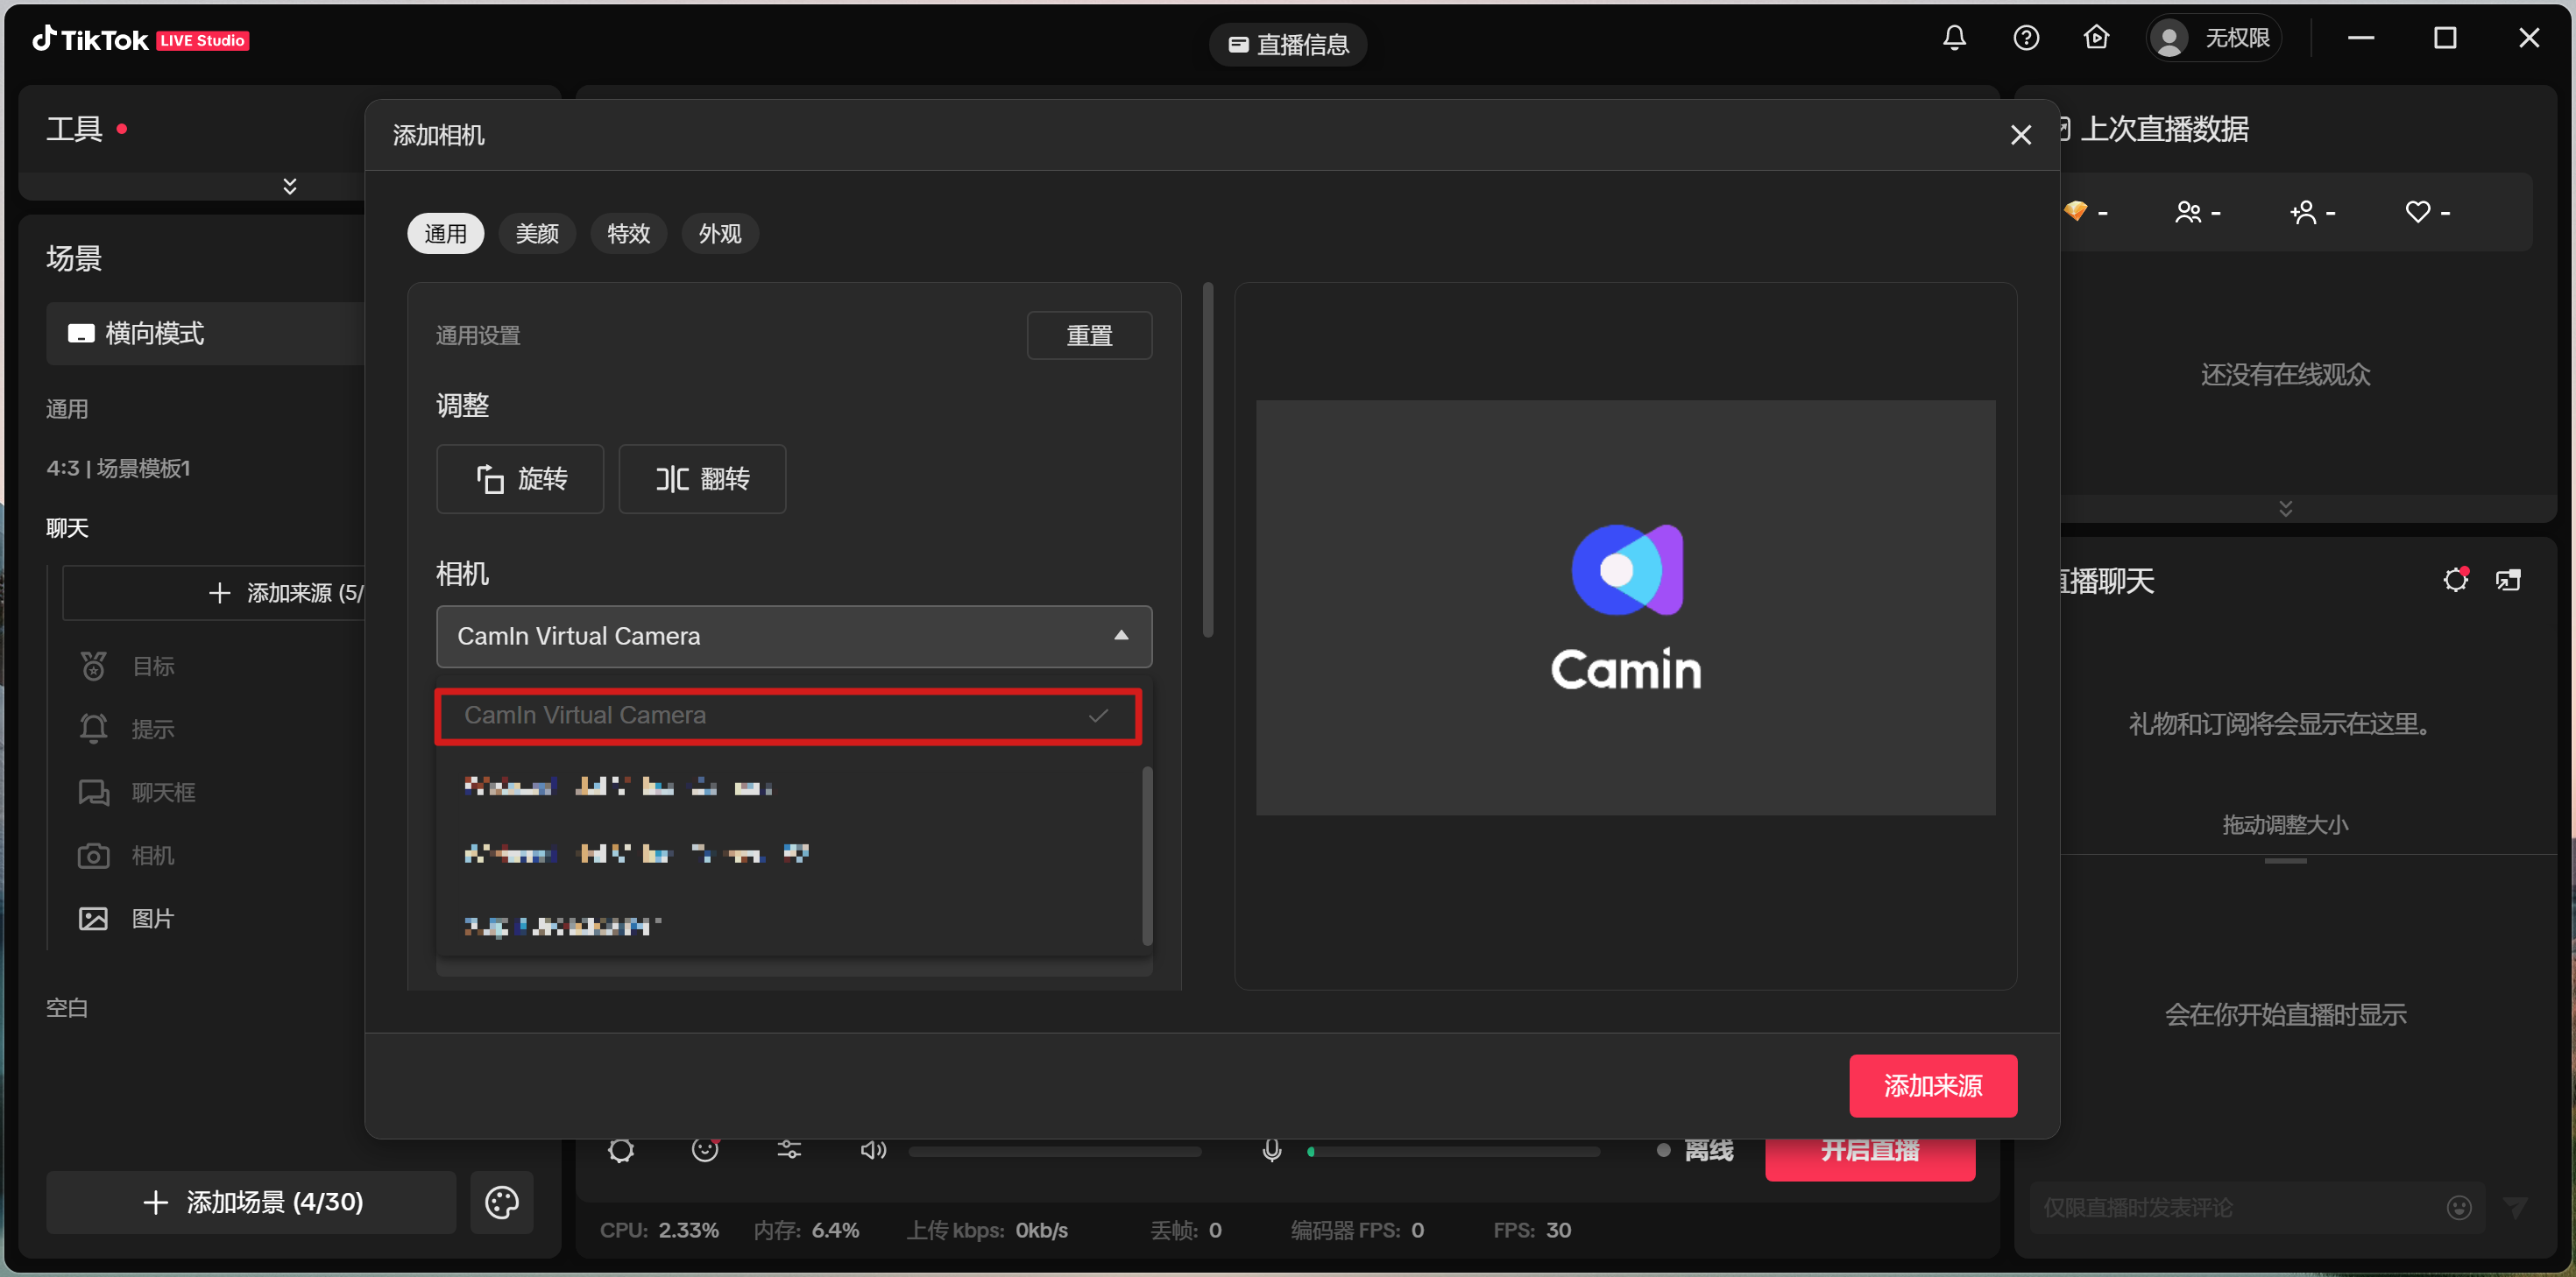 TikTok LIVE Studio
直播信息
无权限
工具
场景
横向模式
通用
4:3 | 场景模板1
聊天
添加来源 (5/
目标
提示
聊天框
相机
图片
空白
添加场景 (4/30)
添加相机
通用 美颜 特效 外观
通用设置
重置
调整
旋转 翻转
相机
CamIn Virtual Camera
CamIn Virtual Camera
Camin
添加来源
离线
开启直播
CPU: 2.33% 内存: 6.4% 上传 kbps: 0kb/s 丢帧: 0 编码器 FPS: 0 FPS: 30
上次直播数据
- - - -
还没有在线观众
直播聊天
礼物和订阅将会显示在这里。
拖动调整大小
会在你开始直播时显示
仅限直播时发表评论